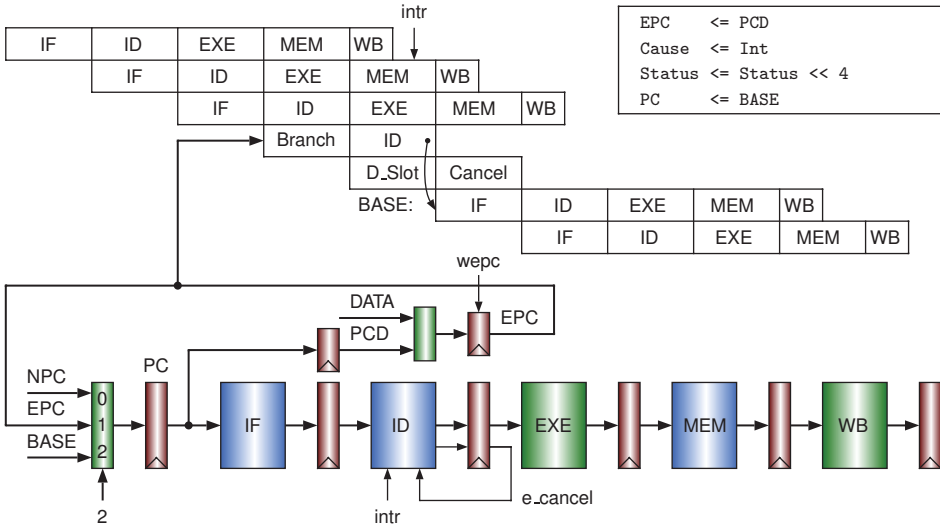 intr
IF ID EXE MEM WB
IF ID EXE MEM WB
IF ID EXE MEM WB
Branch ID
D_Slot Cancel
BASE: IF ID EXE MEM WB
IF ID EXE MEM WB
EPC <= PCD
Cause <= Int
Status <= Status << 4
PC <= BASE
wepc
DATA
EPC
PCD
PC
NPC
EPC
BASE
0
1
2
IF ID EXE MEM WB
e_cancel
2
intr